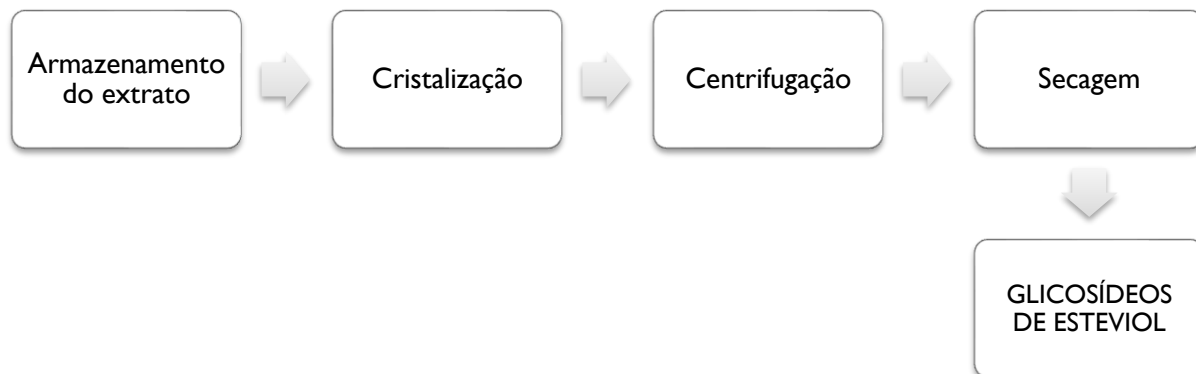 Armazenamento
do extrato
Cristalização
Centrifugação
Secagem
GLICOSÍDEOS
DE ESTEVIOL